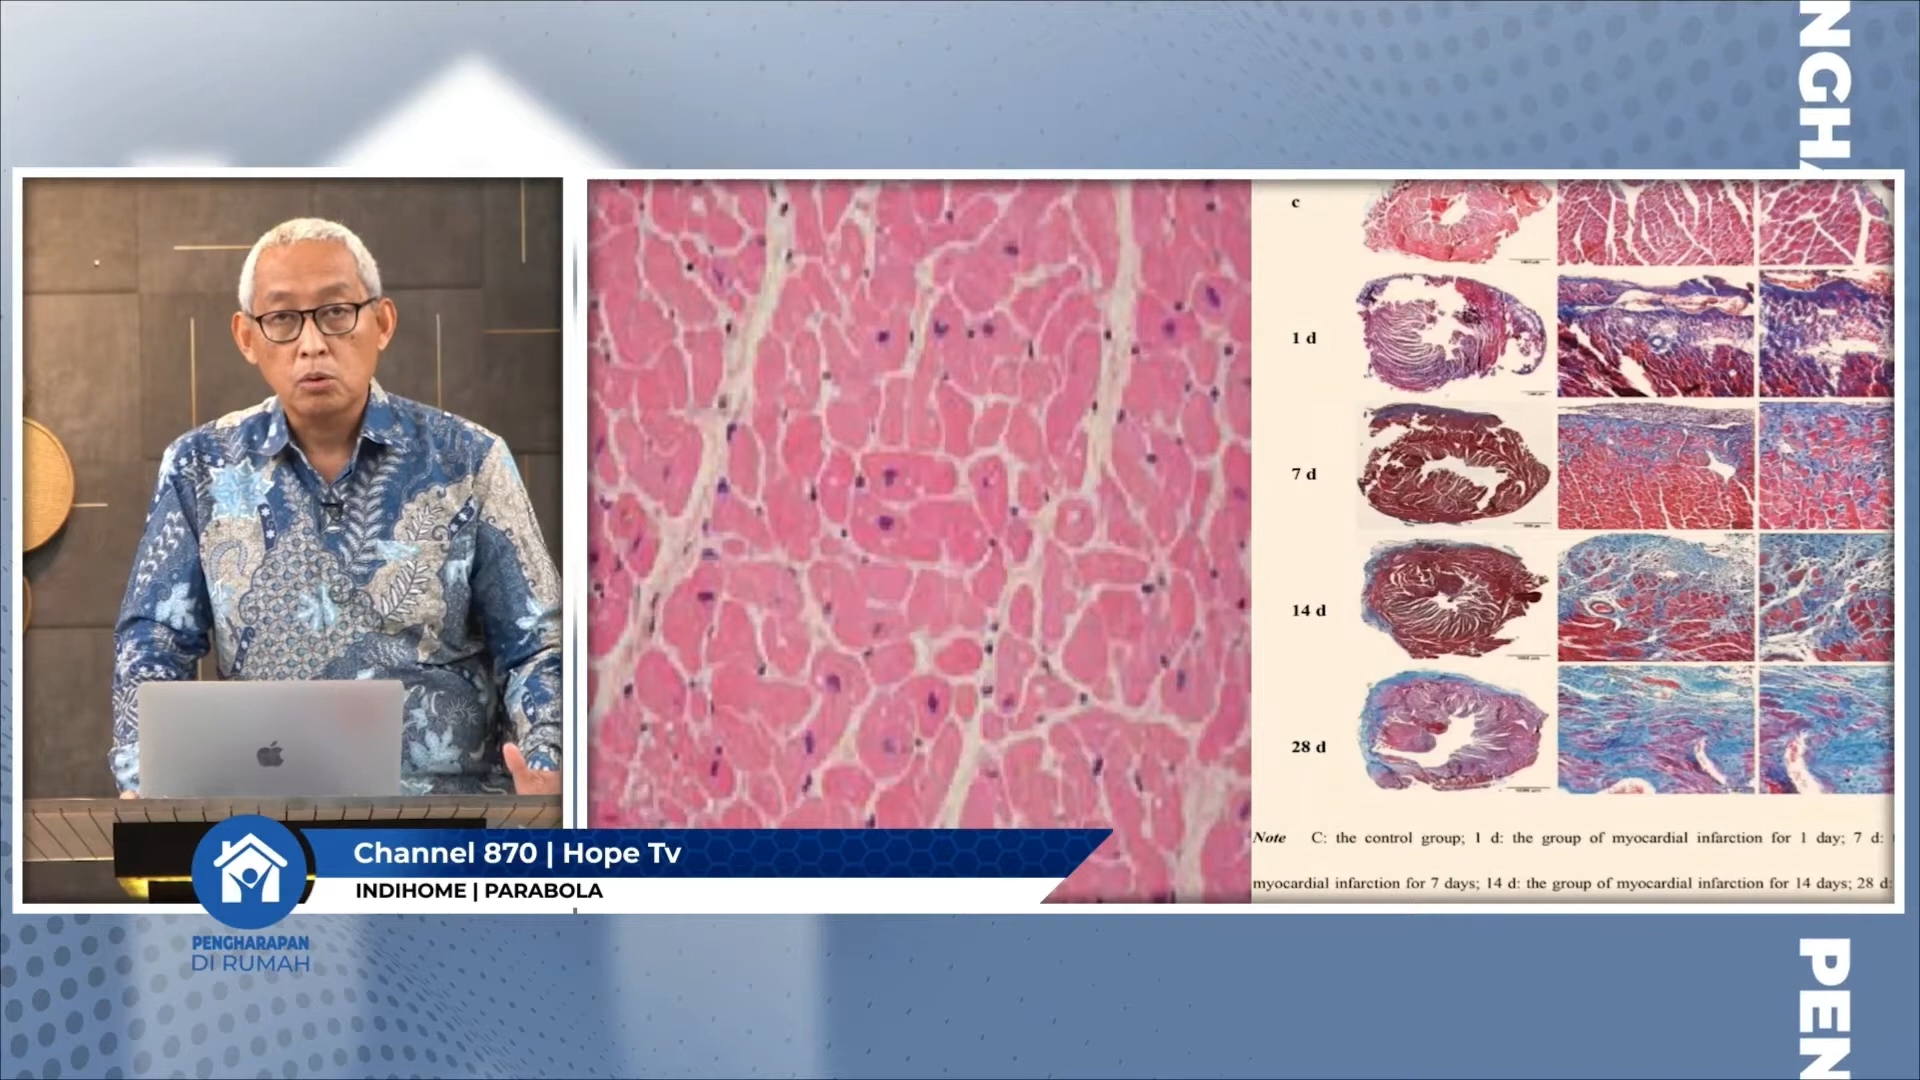 NGHA
c
1 d
7 d
14 d
28 d
Note C: the control group; 1 d: the group of myocardial infarction for 1 day; 7 d:
myocardial infarction for 7 days; 14 d: the group of myocardial infarction for 14 days; 28 d:
Channel 870 | Hope Tv
INDIHOME | PARABOLA
PENGHARAPAN
DI RUMAH
PEN